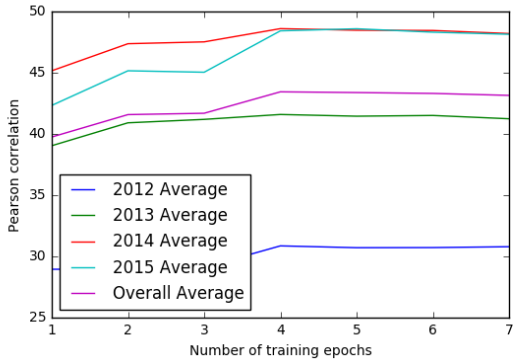 50
45
40
35
30
25
Pearson correlation
2012 Average
2013 Average
2014 Average
2015 Average
Overall Average
1 2 3 4 5 6 7
Number of training epochs